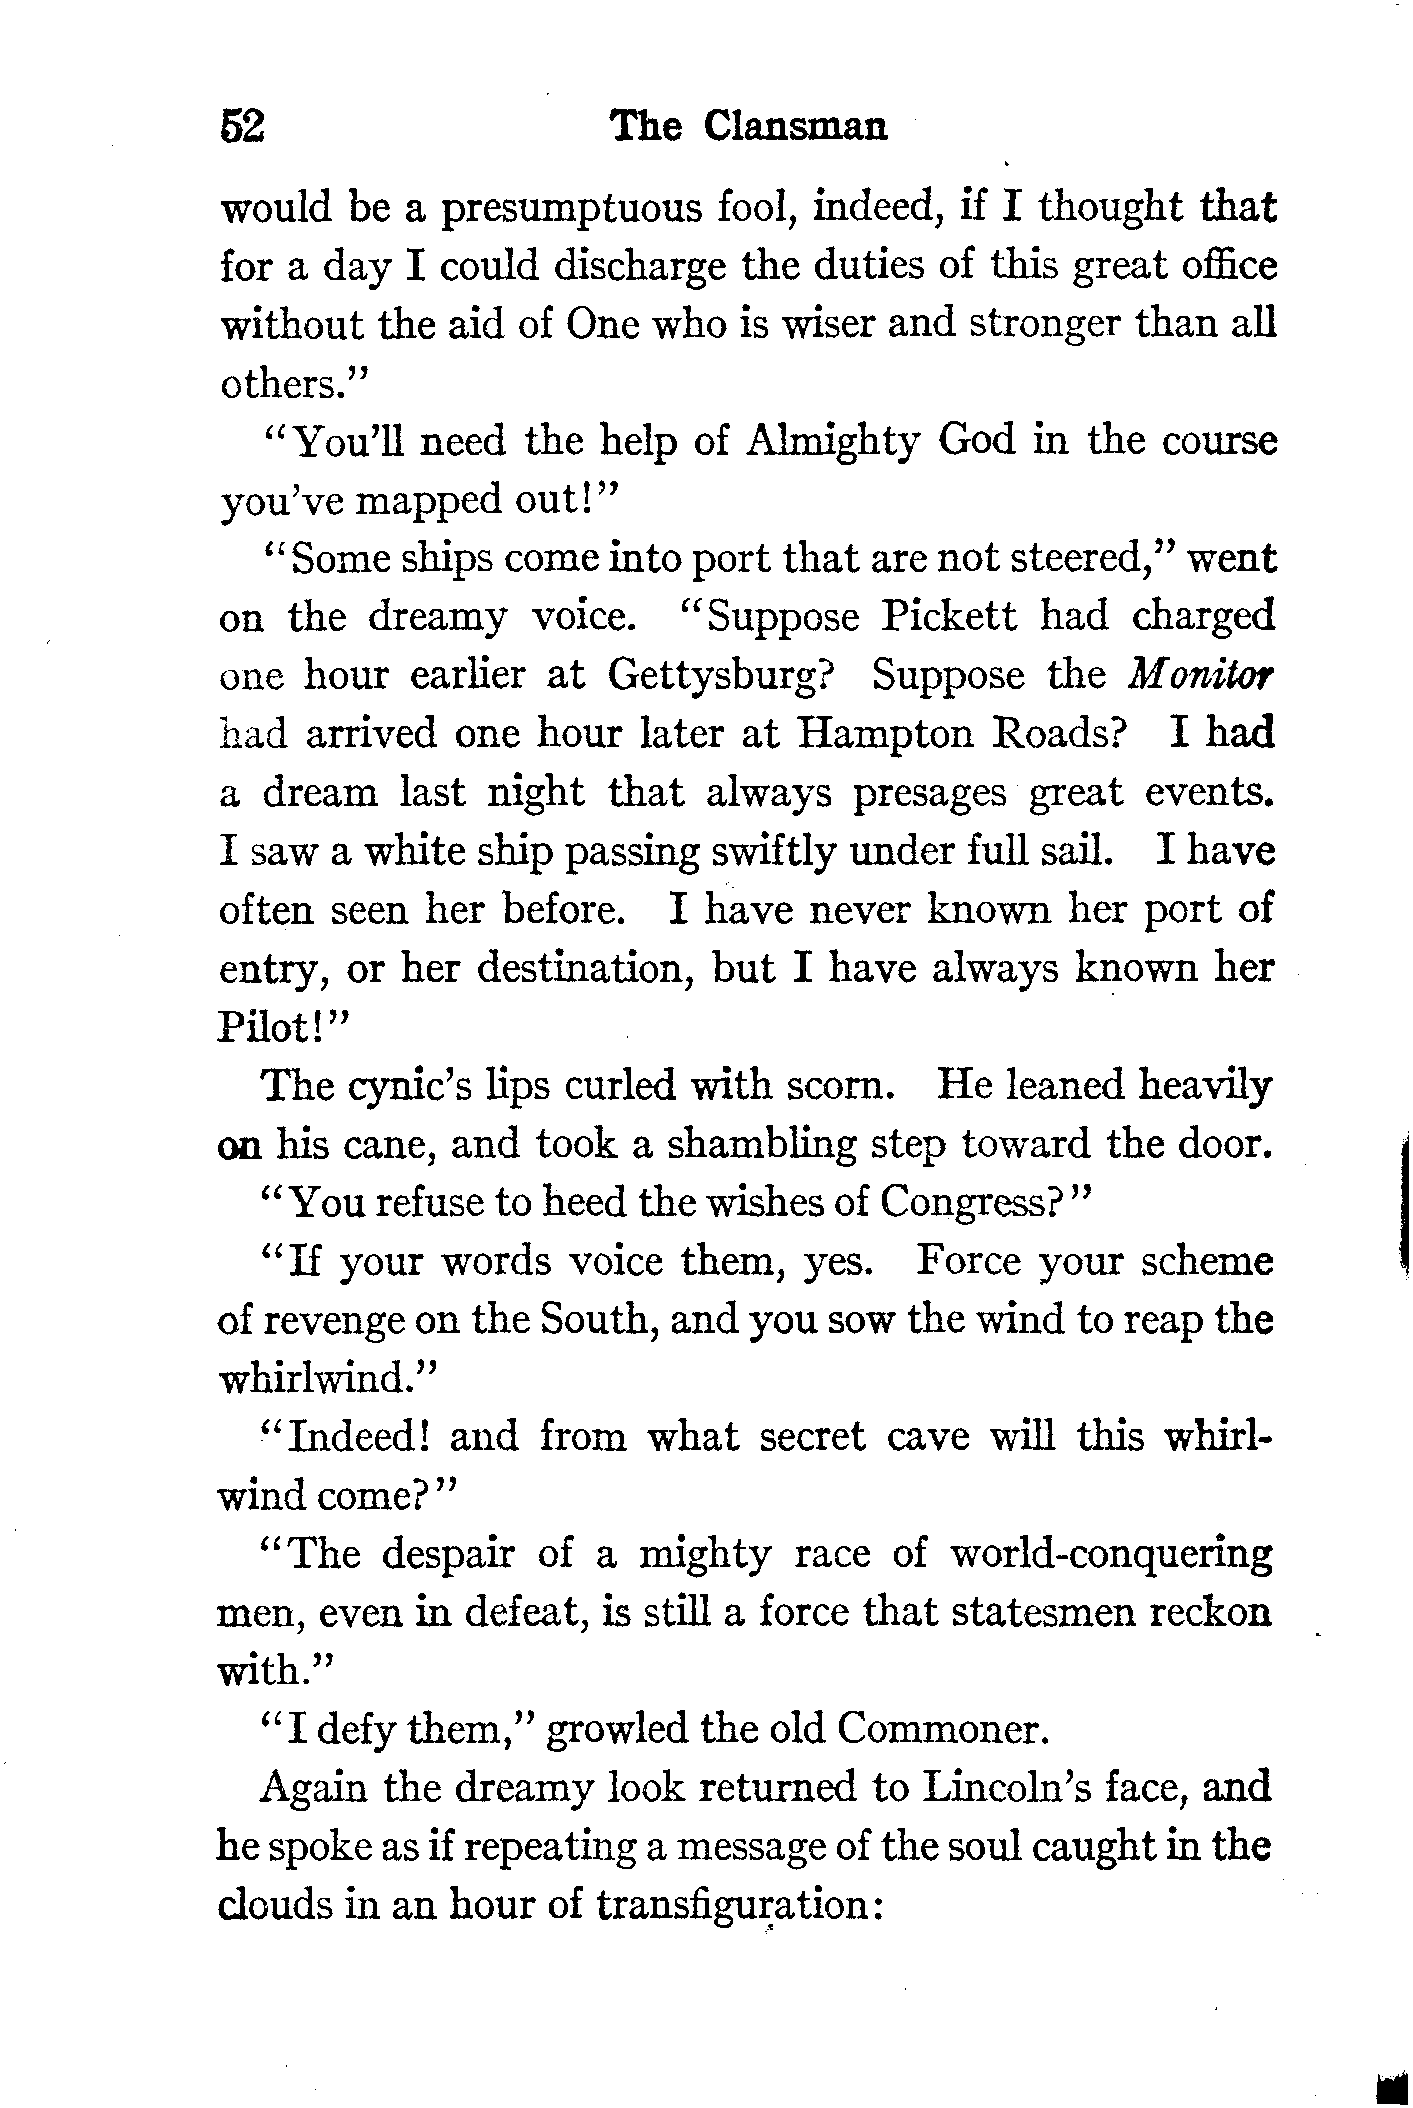 52 The Clansman
would be a presumptuous fool, indeed, if I thought that
for a day I could discharge the duties of this great office
without the aid of One who is wiser and stronger than all
others."
"You'll need the help of Almighty God in the course
you've mapped out!"
"Some ships come into port that are not steered," went
on the dreamy voice. "Suppose Pickett had charged
one hour earlier at Gettysburg? Suppose the Monitor
had arrived one hour later at Hampton Roads? I had
a dream last night that always presages great events.
I saw a white ship passing swiftly under full sail. I have
often seen her before. I have never known her port of
entry, or her destination, but I have always known her
Pilot!"
The cynic's lips curled with scorn. He leaned heavily
on his cane, and took a shambling step toward the door.
"You refuse to heed the wishes of Congress?"
"If your words voice them, yes. Force your scheme
of revenge on the South, and you sow the wind to reap the
whirlwind."
"Indeed! and from what secret cave will this whirl-
wind come?"
"The despair of a mighty race of world-conquering
men, even in defeat, is still a force that statesmen reckon
with."
"I defy them," growled the old Commoner.
Again the dreamy look returned to Lincoln's face, and
he spoke as if repeating a message of the soul caught in the
clouds in an hour of transfiguration: